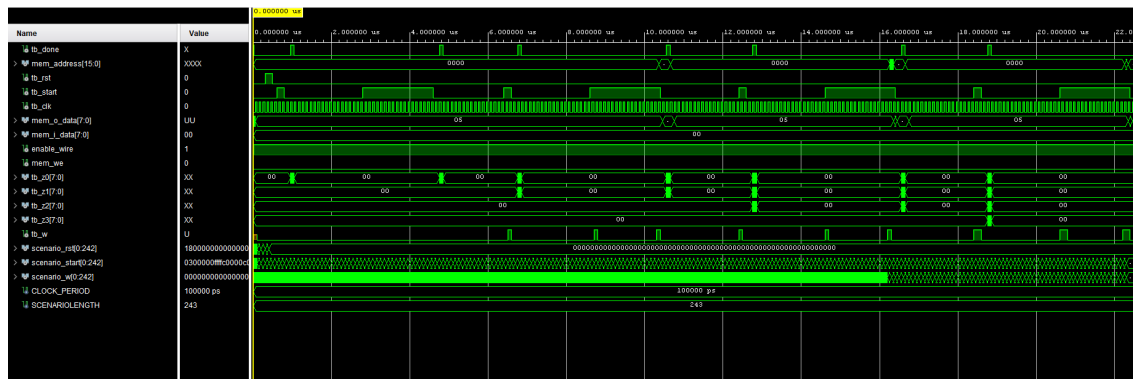 0.000000 us
Name Value 0.000000 us 2.000000 us 4.000000 us 6.000000 us 8.000000 us 10.000000 us 12.000000 us 14.000000 us 16.000000 us 18.000000 us 20.000000 us 22.0
tb_done X
mem_address[15:0] XXXX 0000 0000 0000
tb_rst 0
tb_start 0
tb_clk 0
mem_o_data[7:0] UU 05 05 05
mem_i_data[7:0] 00 00
enable_wire 1
mem_we 0
tb_z0[7:0] XX 00 00 00 00 00 00 00 00
tb_z1[7:0] XX 00 00 00 00 00 00
tb_z2[7:0] XX 00 00 00 00
tb_z3[7:0] XX 00 00
tb_w U
scenario_rst[0:242] 180000000000000
scenario_start[0:242] 0300000ffffc0000c0
scenario_w[0:242] 000000000000000
CLOCK_PERIOD 100000 ps 100000 ps
SCENARIOLENGTH 243 243